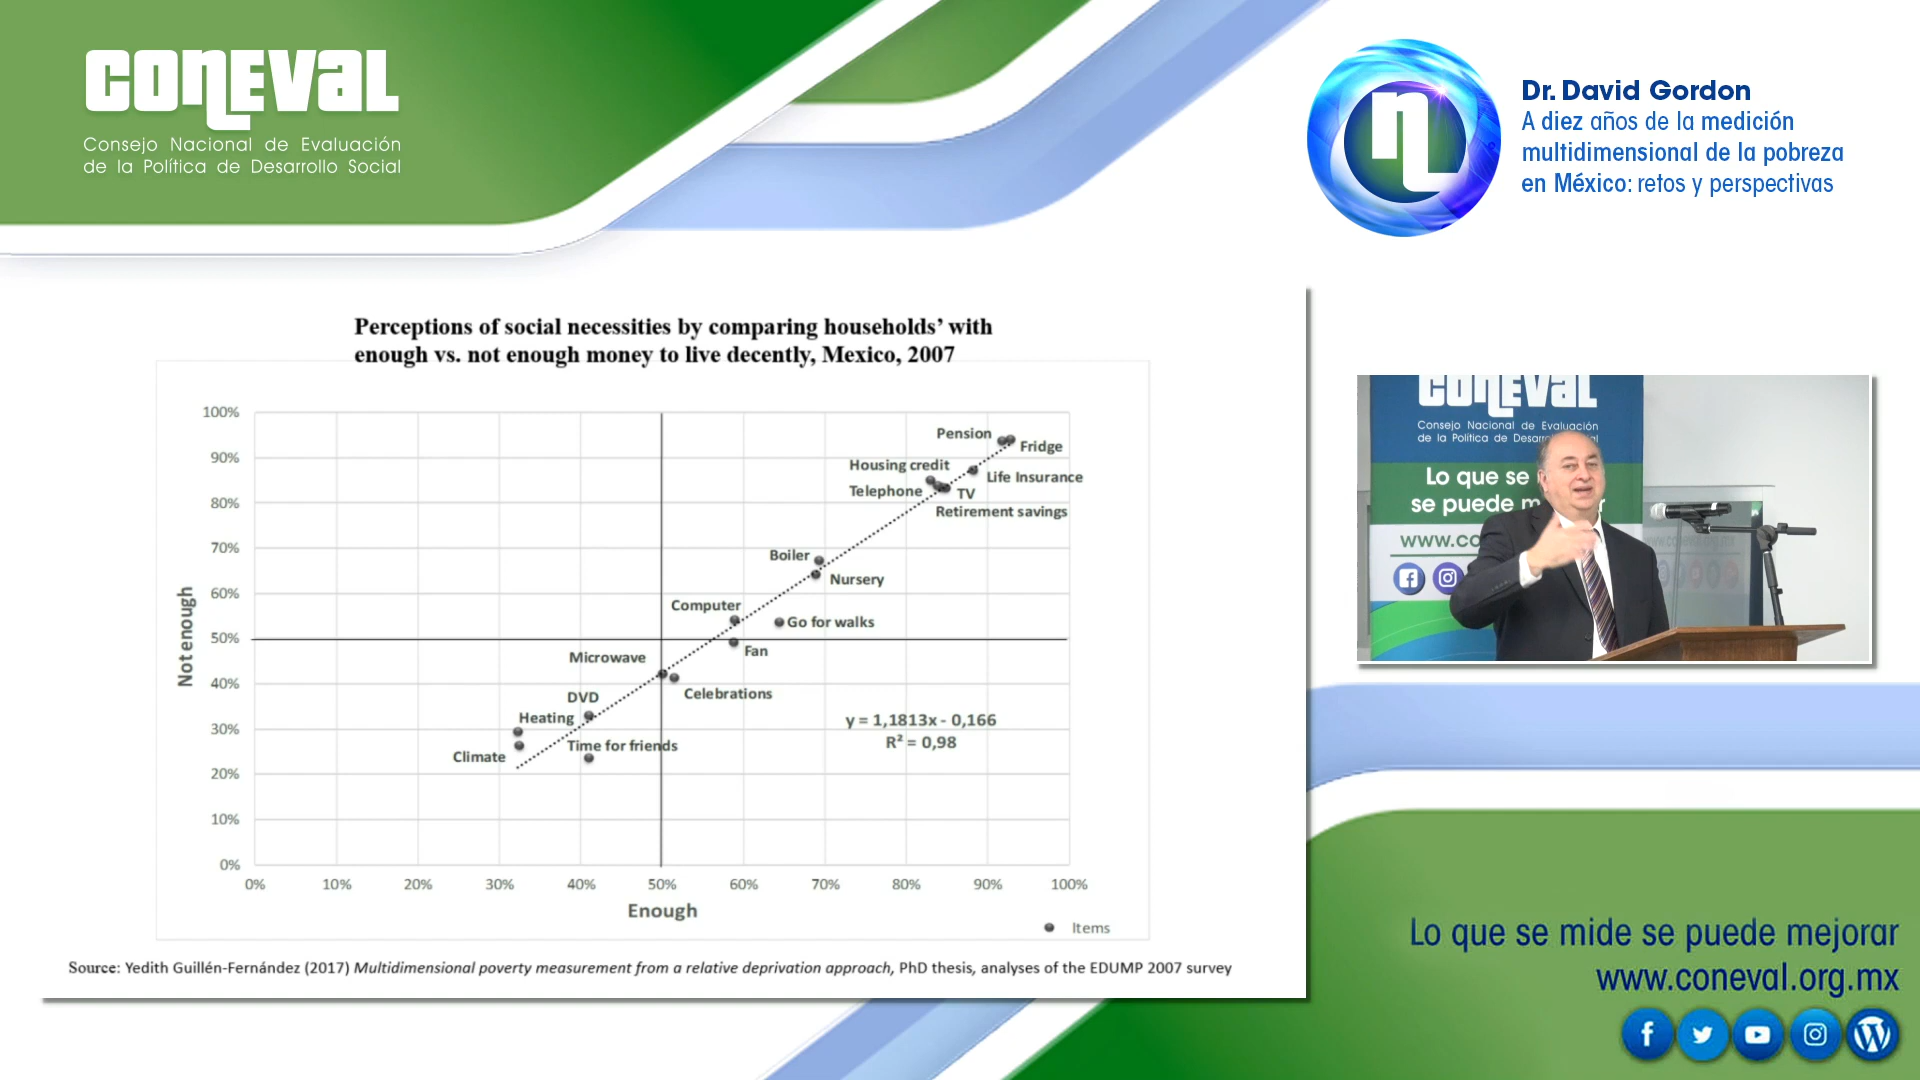 CONEVAL
Consejo Nacional de Evaluación
de la Política de Desarrollo Social
Dr. David Gordon
A diez años de la medición
multidimensional de la pobreza
en México: retos y perspectivas
Perceptions of social necessities by comparing households’ with
enough vs. not enough money to live decently, Mexico, 2007
100%
90%
80%
70%
60%
50%
40%
30%
20%
10%
0%
Not enough
Pension
Fridge
Housing credit
Life Insurance
Telephone
TV
Retirement savings
Boiler
Nursery
Computer
Go for walks
Fan
Microwave
Celebrations
DVD
Heating
Time for friends
Climate
y = 1,1813x - 0,166
R² = 0,98
0% 10% 20% 30% 40% 50% 60% 70% 80% 90% 100%
Enough
Items
Source: Yedith Guillén-Fernández (2017) Multidimensional poverty measurement from a relative deprivation approach, PhD thesis, analyses of the EDUMP 2007 survey
CONEVAL
Consejo Nacional de Evaluación
de la Política de
Lo que se
se puede
Lo que se mide se puede mejorar
www.coneval.org.mx